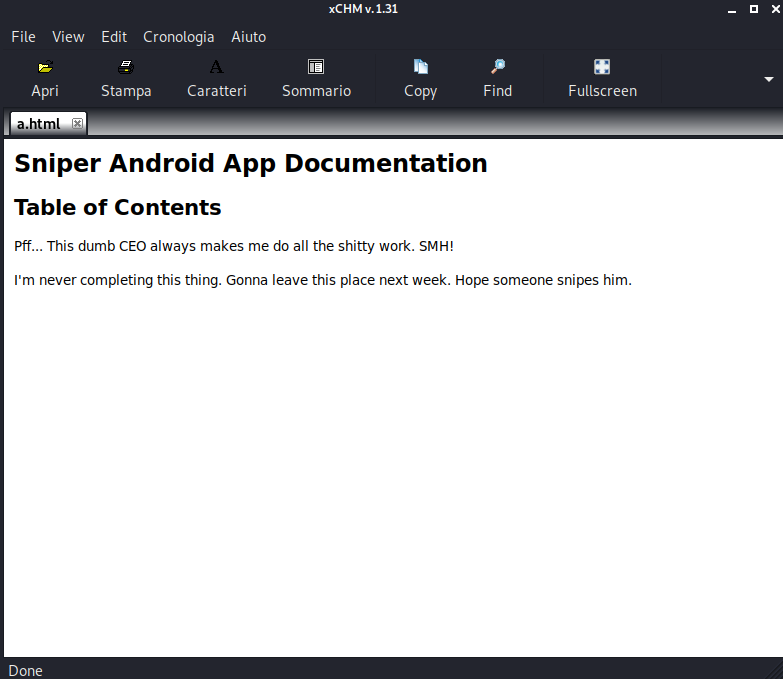 xCHM v.1.31
File View Edit Cronologia Aiuto
Apri Stampa Caratteri Sommario Copy Find Fullscreen
a.html
Sniper Android App Documentation
Table of Contents
Pff... This dumb CEO always makes me do all the shitty work. SMH!
I'm never completing this thing. Gonna leave this place next week. Hope someone snipes him.
Done